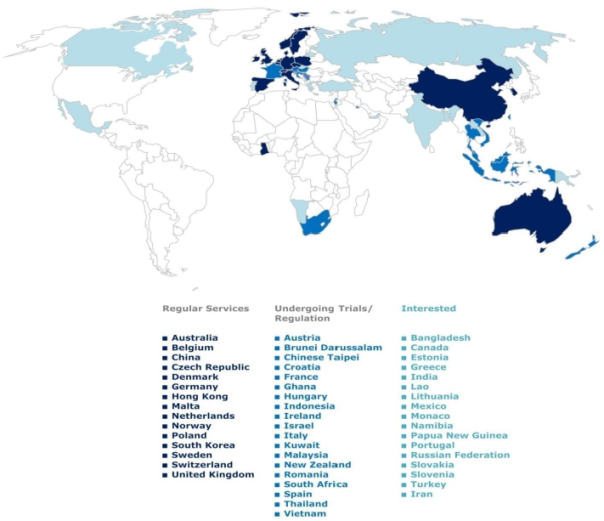 Regular Services
Australia
Belgium
China
Czech Republic
Denmark
Germany
Hong Kong
Malta
Netherlands
Norway
Poland
South Korea
Sweden
Switzerland
United Kingdom
Undergoing Trials/
Regulation
Austria
Brunei Darussalam
Chinese Taipei
Croatia
France
Ghana
Hungary
Indonesia
Ireland
Israel
Italy
Kuwait
Malaysia
New Zealand
Romania
South Africa
Spain
Thailand
Vietnam
Interested
Bangladesh
Canada
Estonia
Greece
India
Lao
Lithuania
Mexico
Monaco
Namibia
Papua New Guinea
Portugal
Russian Federation
Slovakia
Slovenia
Turkey
Iran